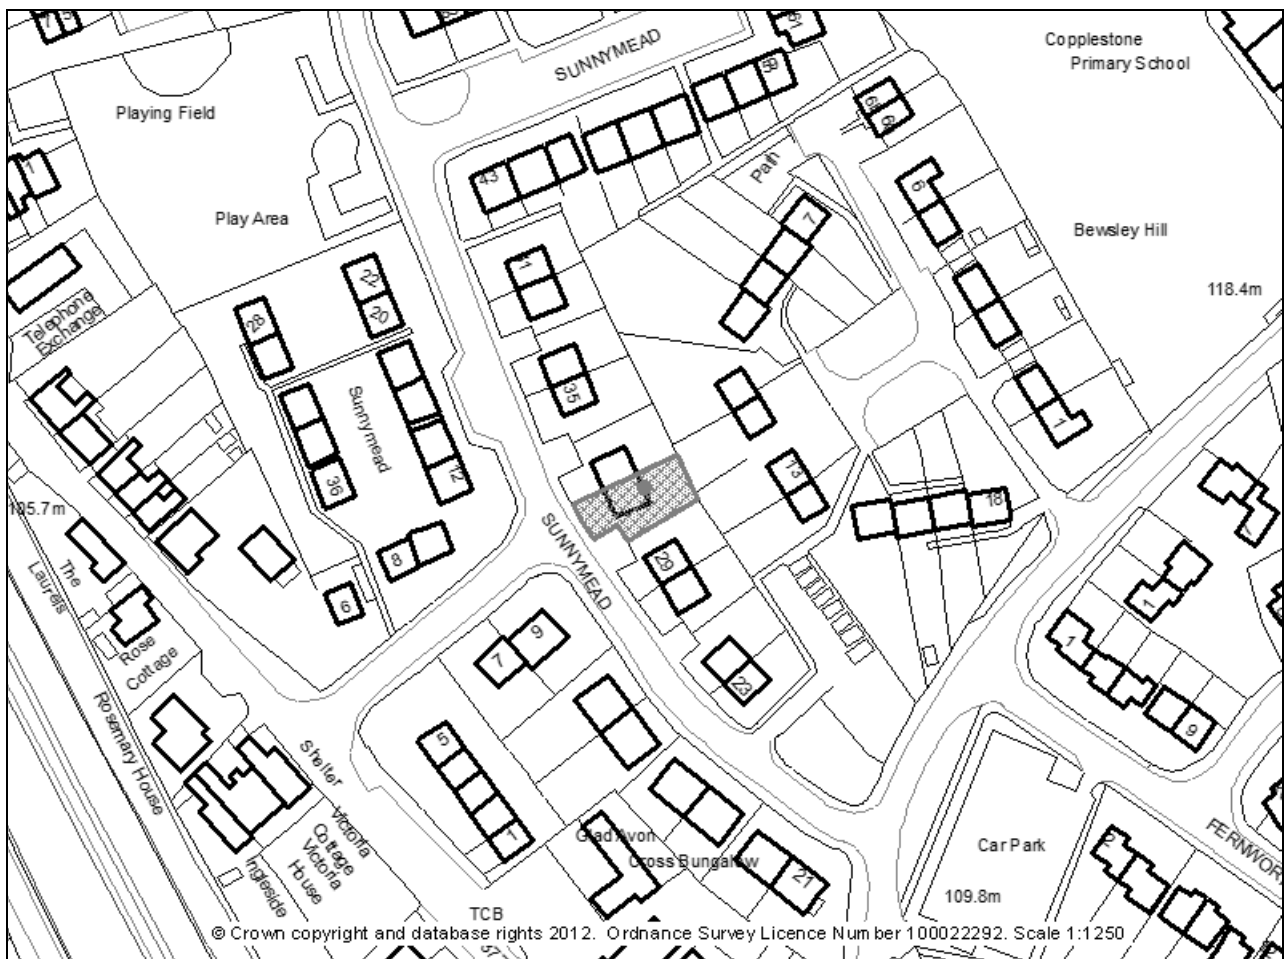 SUNNYMEAD
61
Copplestone
Primary School
59
Playing Field
43
Path
1
Play Area
7
6
Bewsley Hill
118.4m
22
20
28
Telephone
Exchange
35
Sunnymead
12
36
13
1
18
SUNNYMEAD
29
8
6
The
Laurels
Rose
Cottage
9
7
23
1
1
9
Rosemary House
5
1
Shelter
Victoria
Cottage
Victoria
House
Ingleside
Glad Avon
Cross Bungalow
21
Car Park
109.8m
2
FERNWOR
TCB
© Crown copyright and database rights 2012. Ordnance Survey Licence Number 100022292. Scale 1:1250